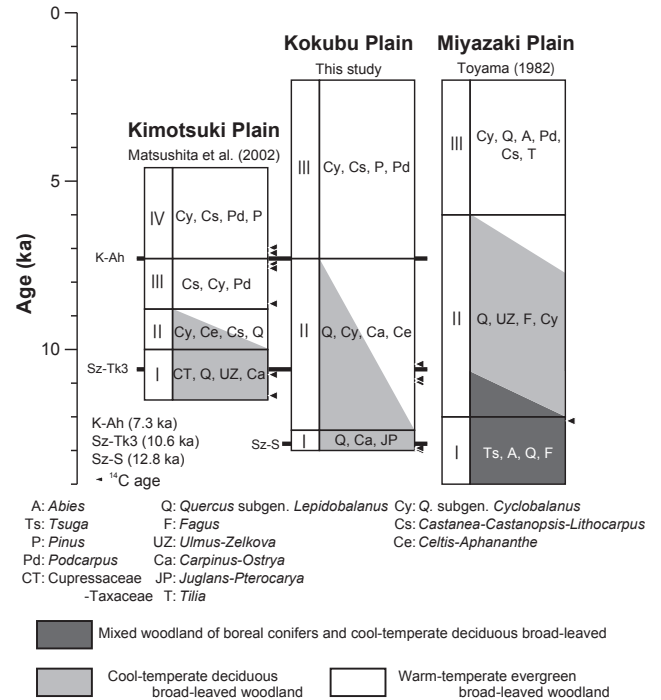 0
5
10
Age (ka)
Kimotsuki Plain
Matsushita et al. (2002)
IV
Cy, Cs, Pd, P
K-Ah
III
Cs, Cy, Pd
II
Cy, Ce, Cs, Q
Sz-Tk3
I
CT, Q, UZ, Ca
Kokubu Plain
This study
III
Cy, Cs, P, Pd
II
Q, Cy, Ca, Ce
Sz-S
I
Q, Ca, JP
Miyazaki Plain
Toyama (1982)
III
Cy, Q, A, Pd,
Cs, T
II
Q, UZ, F, Cy
I
Ts, A, Q, F
K-Ah (7.3 ka)
Sz-Tk3 (10.6 ka)
Sz-S (12.8 ka)
14C age
A: Abies
Ts: Tsuga
P: Pinus
Pd: Podcarpus
CT: Cupressaceae
-Taxaceae
Q: Quercus subgen. Lepidobalanus
F: Fagus
UZ: Ulmus-Zelkova
Ca: Carpinus-Ostrya
JP: Juglans-Pterocarya
T: Tilia
Cy: Q. subgen. Cyclobalanus
Cs: Castanea-Castanopsis-Lithocarpus
Ce: Celtis-Aphananthe
Mixed woodland of boreal conifers and cool-temperate deciduous broad-leaved
Cool-temperate deciduous
broad-leaved woodland
Warm-temperate evergreen
broad-leaved woodland